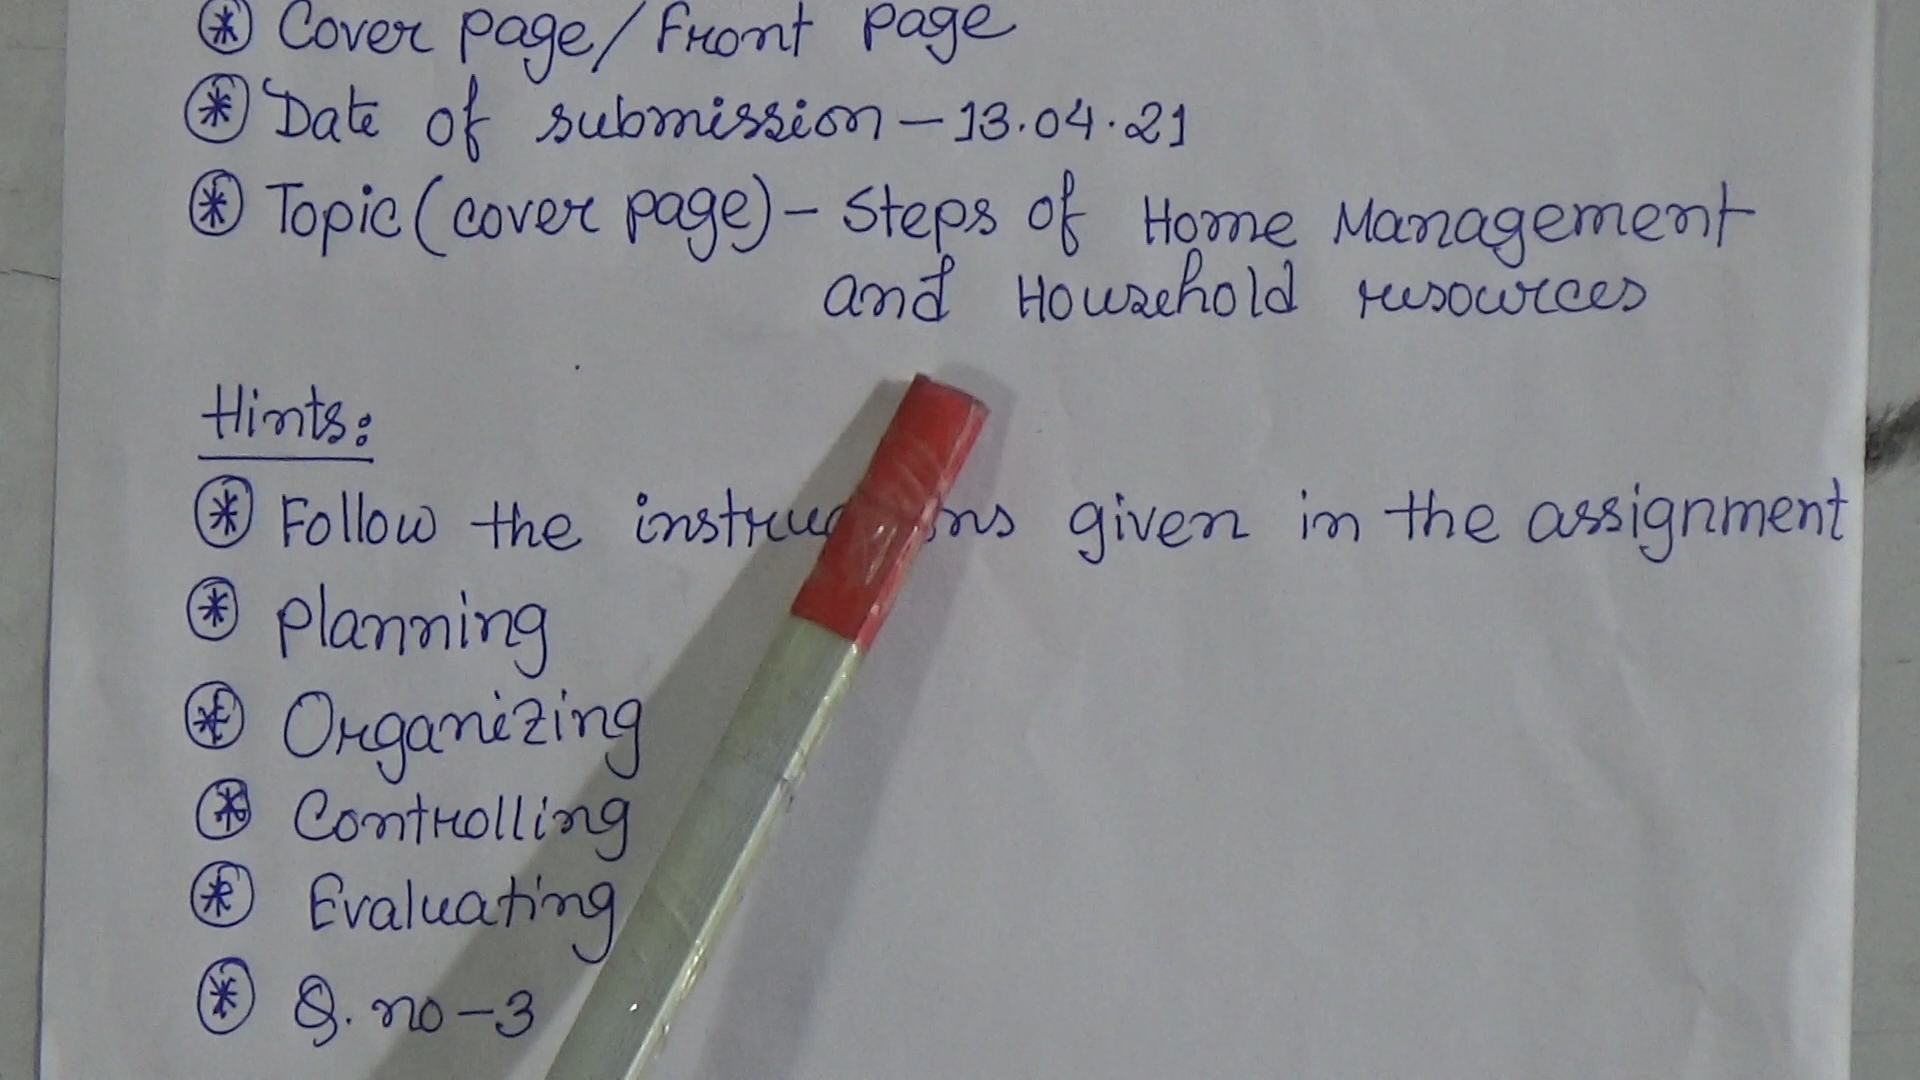 * Cover page/Front page
* Date of submission - 13.04.21
* Topic (cover page) - Steps of Home Management
and Household resources
Hints:
* Follow the instructions given in the assignment
* Planning
* Organizing
* Controlling
* Evaluating
* Q. no-3